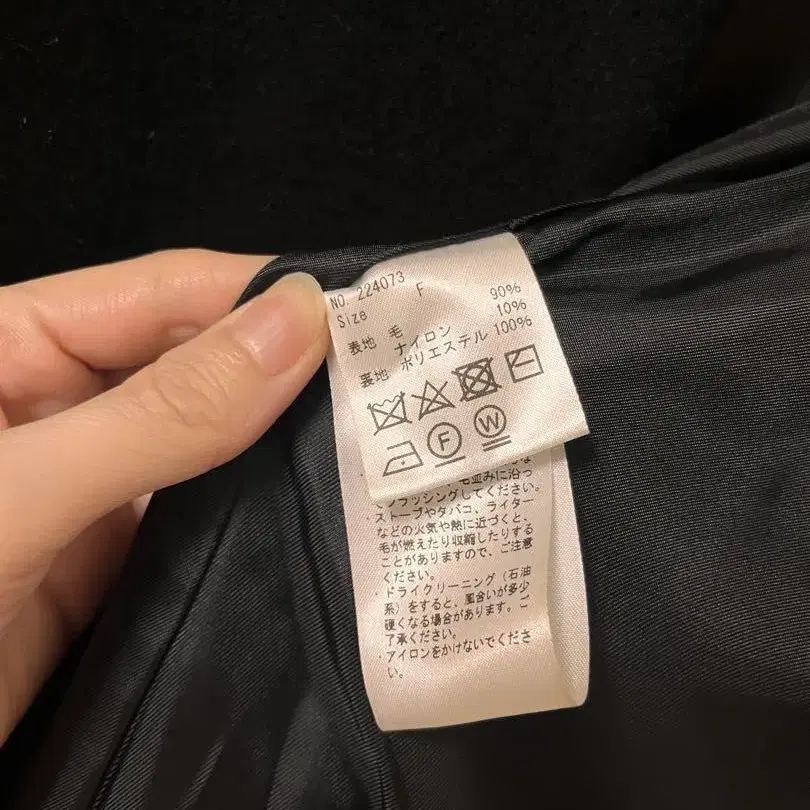 NO. 224073
Size F
表地 毛 90%
ナイロン 10%
裏地 ポリエステル 100%
F W
毛並みに沿っ
てブラッシングしてください。
・ストーブやタバコ、ライター
などの火気や熱に近づくと、
毛が燃えたり収縮したりする
ことがありますので、ご注意
ください。
・ドライクリーニング（石油
系）をすると、風合いが多少
硬くなる場合があります。ご
了承ください。
・アイロンをかけないでくださ
い。